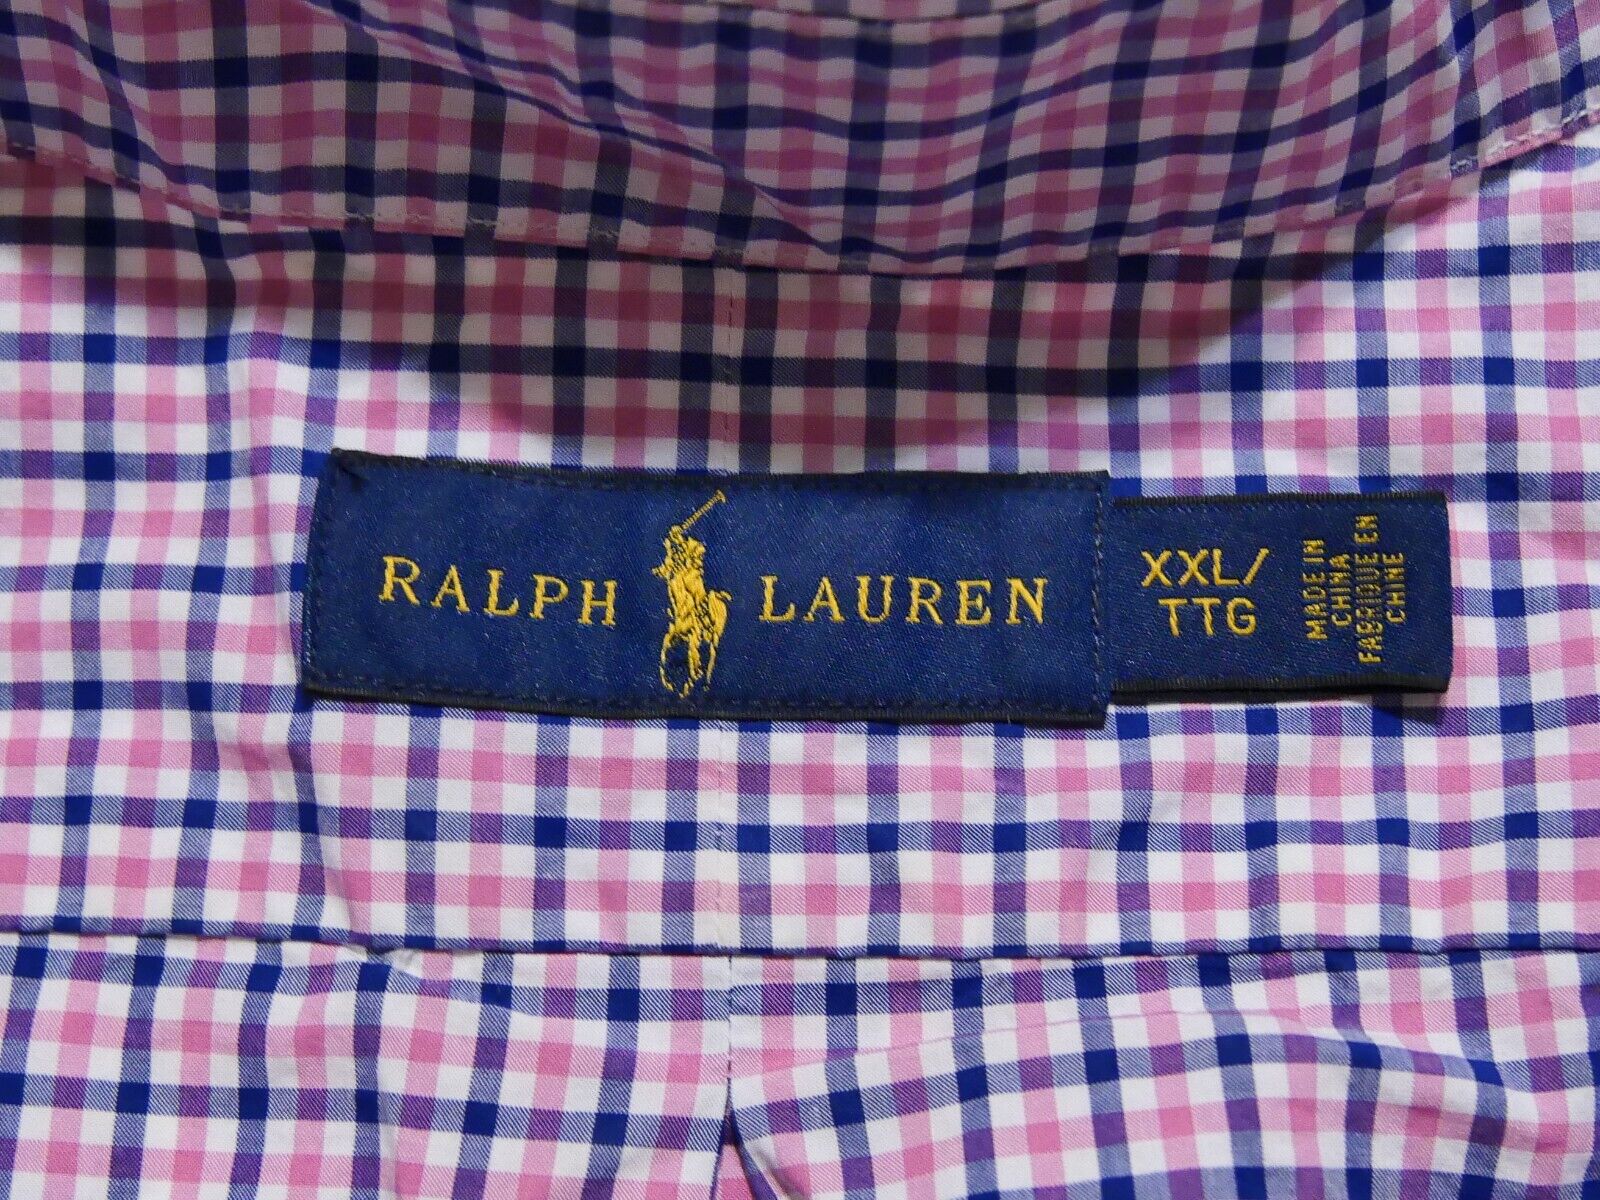 RALPH LAUREN
XXL/
TTG
MADE IN
CHINA
FABRIQUE EN
CHINE